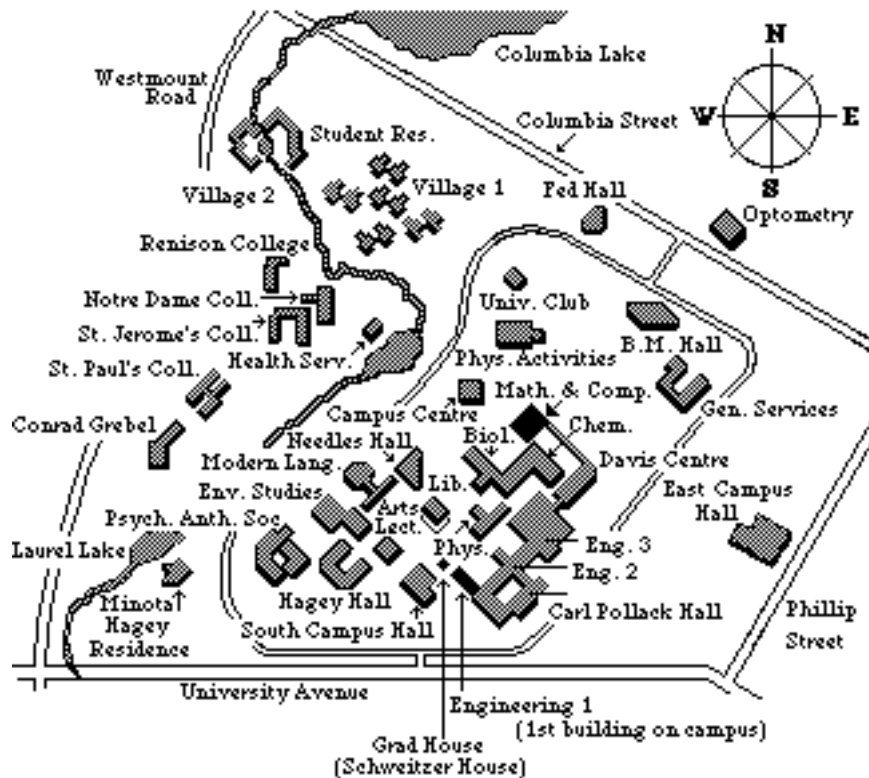 Columbia Lake
N
Westmount
Road
W
E
Columbia Street
Student Res.
S
Village 2
Village 1
Fed Hall
Optometry
Renison College
Notre Dame Coll.
Univ. Club
St. Jerome's Coll.
B.M. Hall
Health Serv.
Phys. Activities
St. Paul's Coll.
Math. & Comp.
Campus Centre
Gen. Services
Conrad Grebel
Needles Hall
Biol.
Chem.
Modern Lang.
Lib.
Davis Centre
Env. Studies
Arts
Lect.
East Campus
Hall
Psych. Anth. Soc
Laurel Lake
Phys.
Eng. 3
Eng. 2
Minota
Hagey
Residence
Hagey Hall
Carl Pollack Hall
South Campus Hall
Phillip
Street
University Avenue
Engineering 1
(1st building on campus)
Grad House
(Schweitzer House)